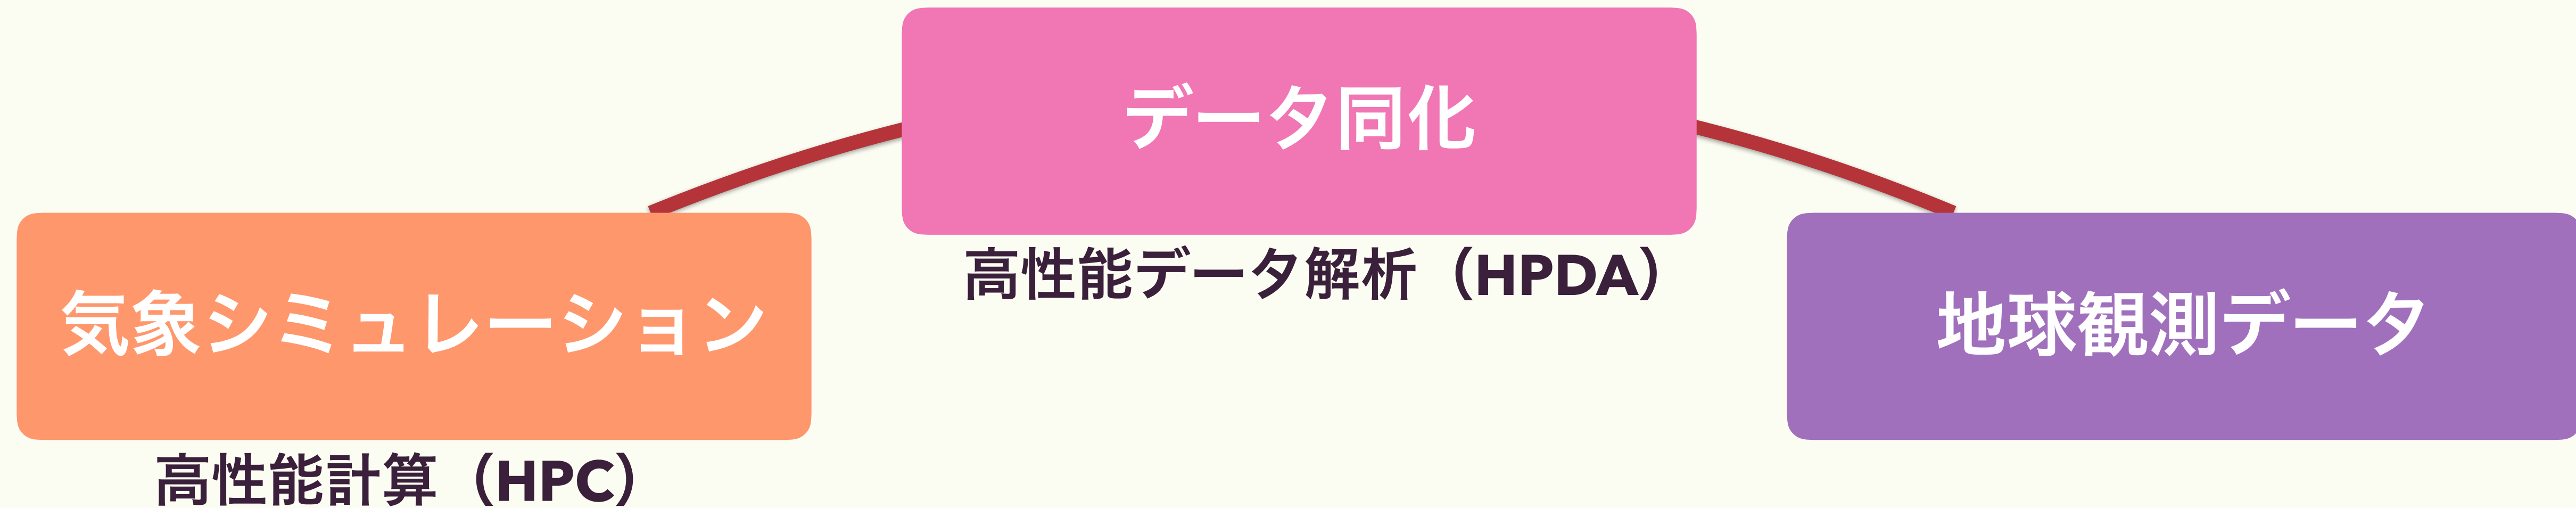 データ同化
高性能データ解析（HPDA）
気象シミュレーション
高性能計算（HPC）
地球観測データ